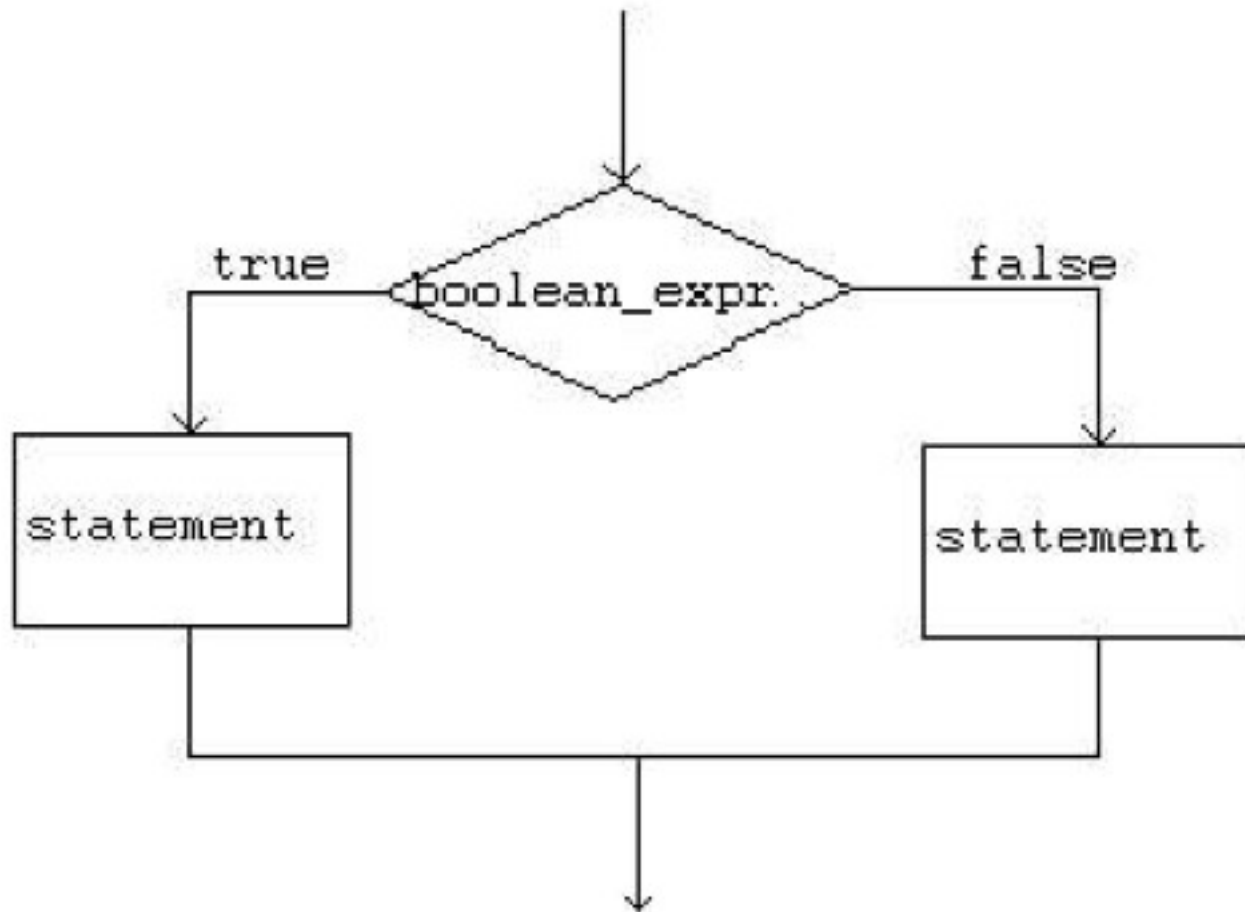 true
false
boolean_expr
statement
statement